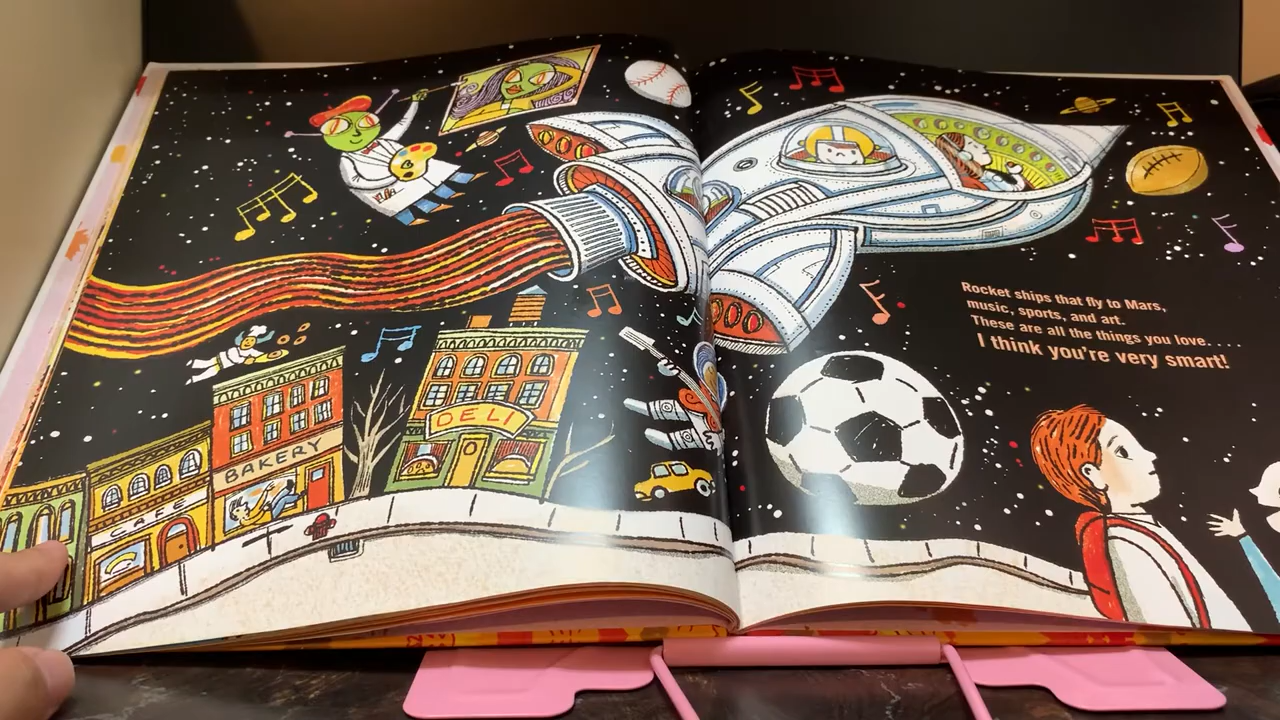 DELI
BAKERY
CAFE
Rocket ships that fly to Mars,
music, sports, and art.
These are all the things you love. . . . .
I think you're very smart!